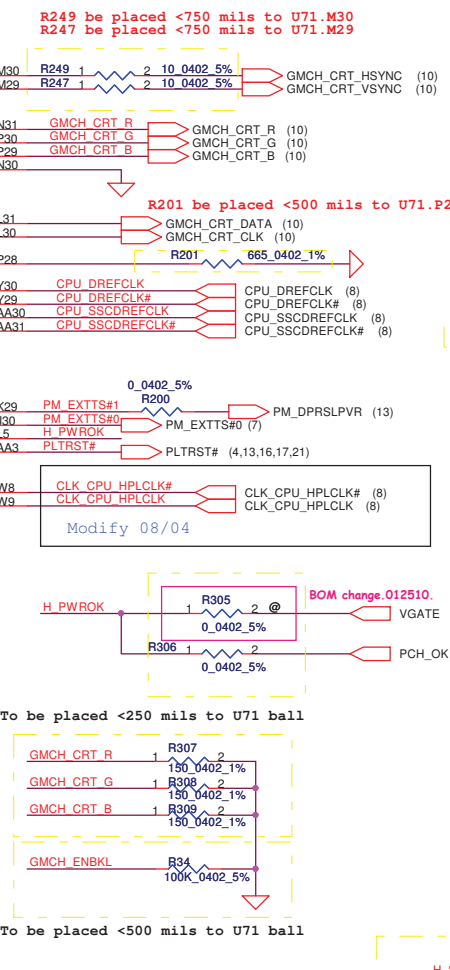 R249 be placed <750 mils to U71.M30
R247 be placed <750 mils to U71.M29
M30 R249 1 2 10_0402_5% GMCH_CRT_HSYNC (10)
M29 R247 1 2 10_0402_5% GMCH_CRT_VSYNC (10)
N31 GMCH_CRT_R GMCH_CRT_R (10)
P30 GMCH_CRT_G GMCH_CRT_G (10)
P29 GMCH_CRT_B GMCH_CRT_B (10)
N30
R201 be placed <500 mils to U71.P2
L31 GMCH_CRT_DATA (10)
L30 GMCH_CRT_CLK (10)
P28 R201 665_0402_1%
Y30 CPU_DREFCLK CPU_DREFCLK (8)
Y29 CPU_DREFCLK# CPU_DREFCLK# (8)
AA30 CPU_SSCDREFCLK CPU_SSCDREFCLK (8)
AA31 CPU_SSCDREFCLK# CPU_SSCDREFCLK# (8)
0_0402_5%
K29 PM_EXTTS#1 R200 PM_DPRSLPVR (13)
J30 PM_EXTTS#0 PM_EXTTS#0 (7)
L5 H_PWROK
AA3 PLTRST# PLTRST# (4,13,16,17,21)
W8 CLK_CPU_HPLCLK# CLK_CPU_HPLCLK# (8)
W9 CLK_CPU_HPLCLK CLK_CPU_HPLCLK (8)
Modify 08/04
BOM change.012510.
H_PWROK R305 1 2 @ VGATE
0_0402_5%
R306 1 2 PCH_OK
0_0402_5%
To be placed <250 mils to U71 ball
GMCH_CRT_R 1 R307 2
150_0402_1%
GMCH_CRT_G 1 R308 2
150_0402_1%
GMCH_CRT_B 1 R309 2
150_0402_1%
GMCH_ENBKL R34
100K_0402_5%
To be placed <500 mils to U71 ball